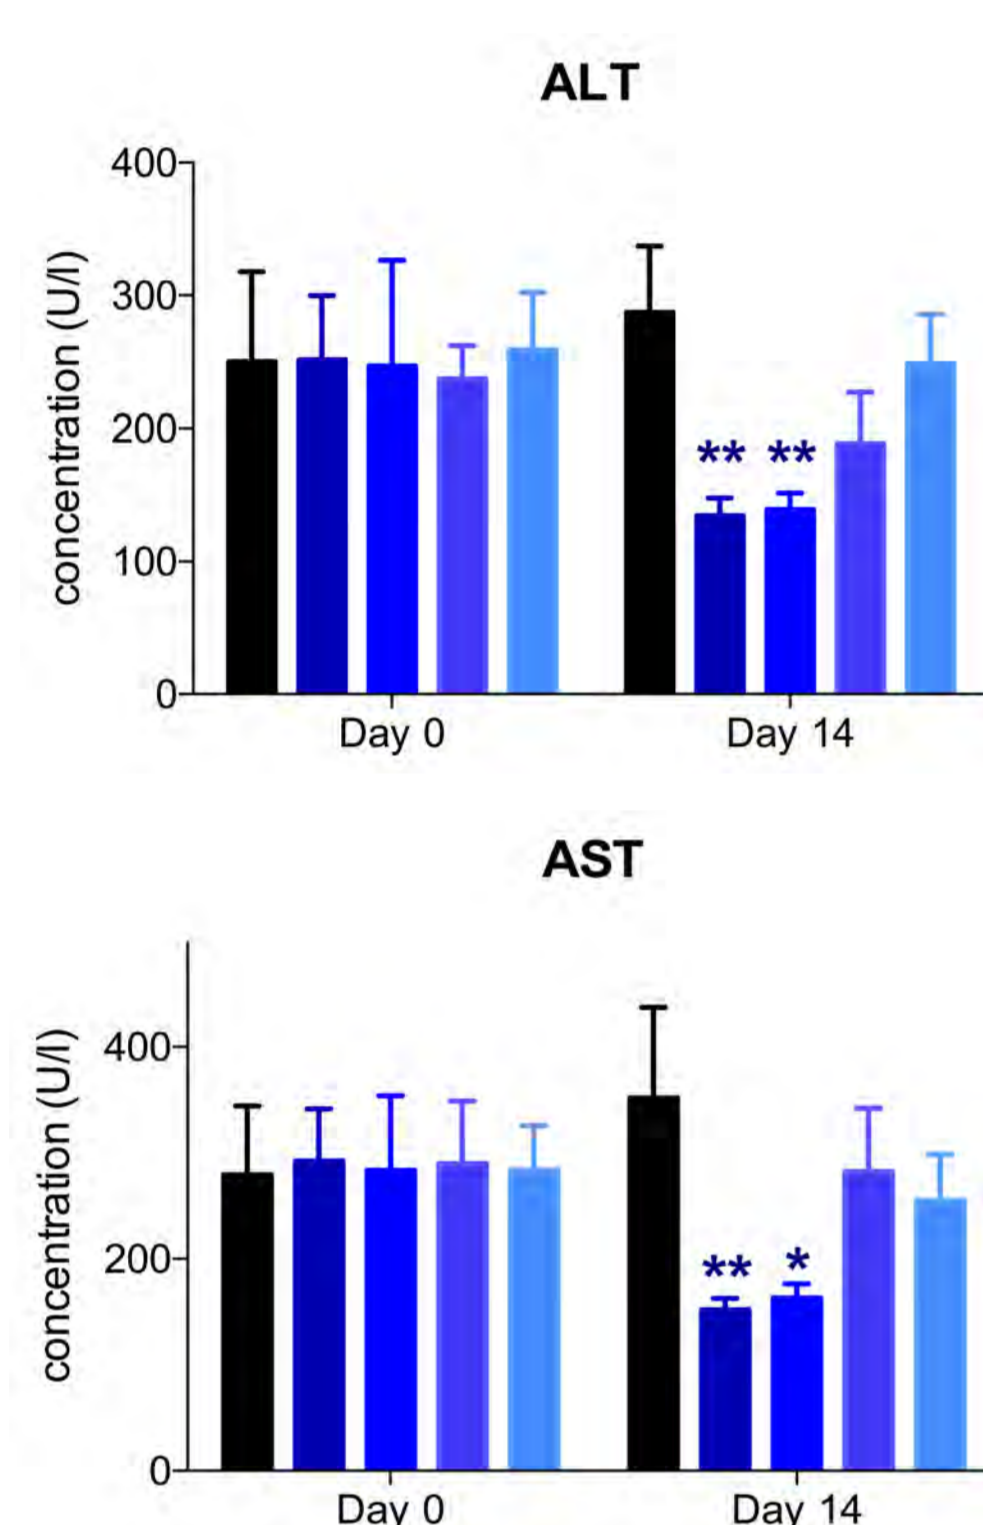 ALT
400
300
200
100
0
concentration (U/l)
** **
Day 0 Day 14
AST
400
200
0
concentration (U/l)
** *
Day 0 Day 14